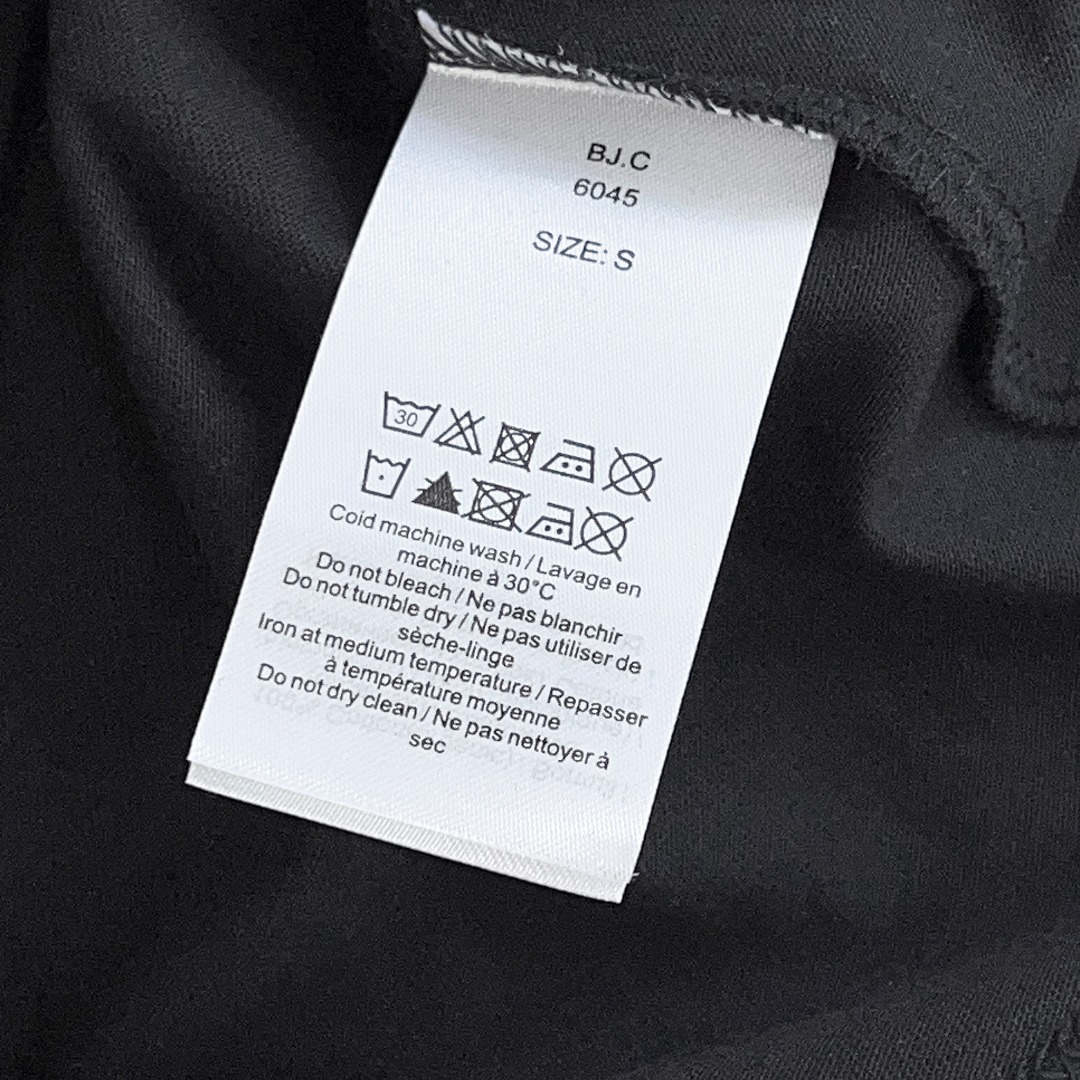 BJ.C
6045
SIZE: S
30
Cold machine wash / Lavage en
machine à 30°C
Do not bleach / Ne pas blanchir
Do not tumble dry / Ne pas utiliser de
sèche-linge
Iron at medium temperature / Repasser
à température moyenne
Do not dry clean / Ne pas nettoyer à
sec